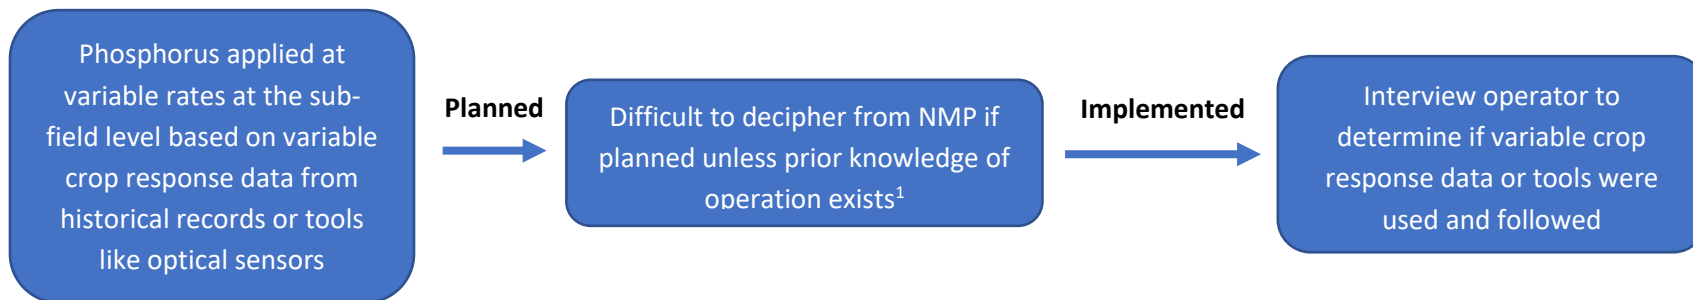 Phosphorus applied at
variable rates at the sub-
field level based on variable
crop response data from
historical records or tools
like optical sensors
Planned
Difficult to decipher from NMP if
planned unless prior knowledge of
operation exists¹
Implemented
Interview operator to
determine if variable crop
response data or tools were
used and followed